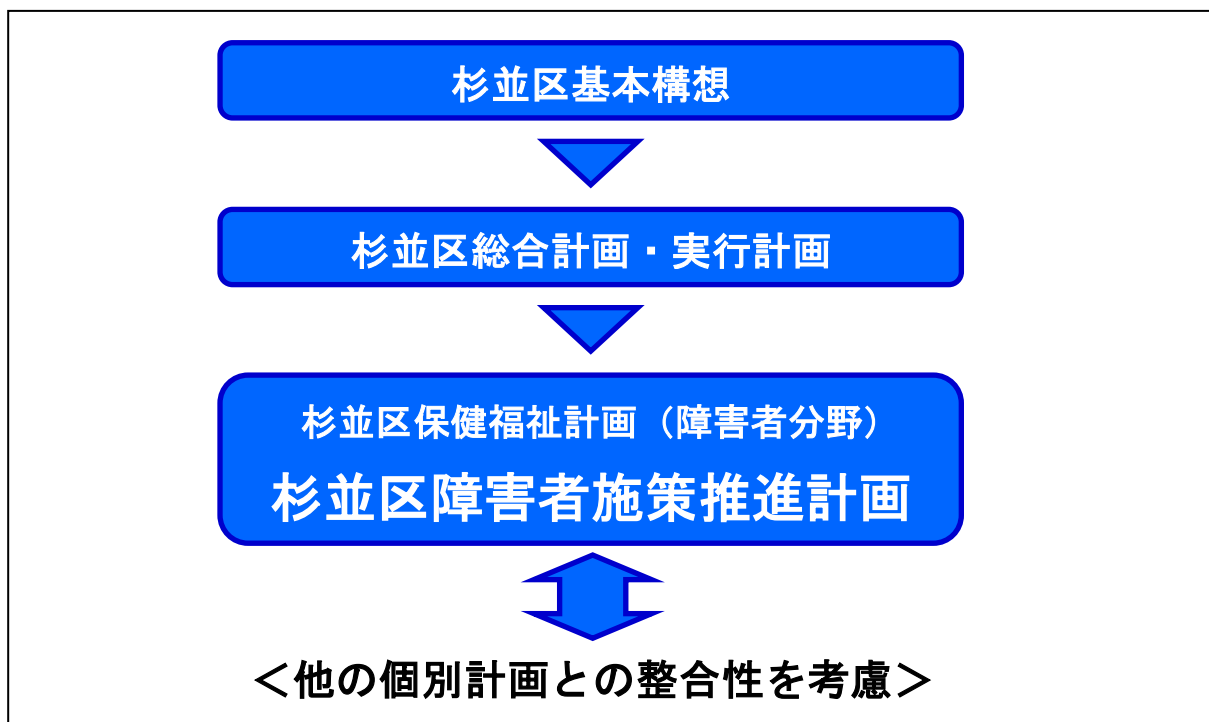 杉並区基本構想
杉並区総合計画・実行計画
杉並区保健福祉計画（障害者分野）
杉並区障害者施策推進計画
＜他の個別計画との整合性を考慮＞